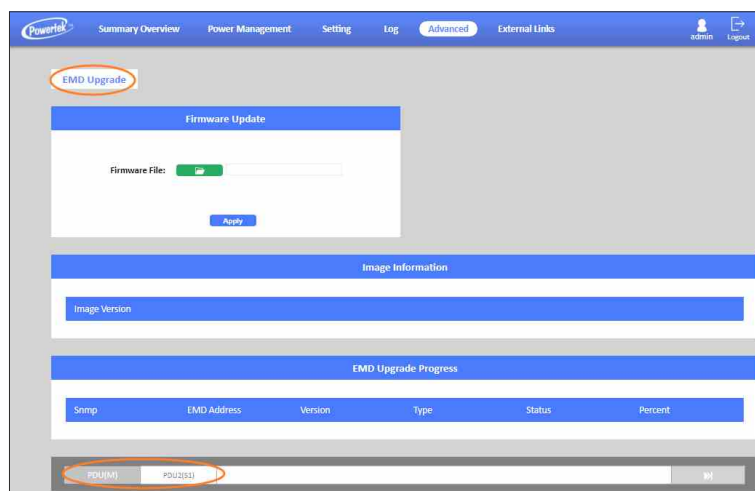 Powertek Summary Overview Power Management Setting Log Advanced External Links admin Logout
EMD Upgrade
Firmware Update
Firmware File:
Apply
Image Information
Image Version
EMD Upgrade Progress
Snmp EMD Address Version Type Status Percent
PDU(M) PDU2(S1)